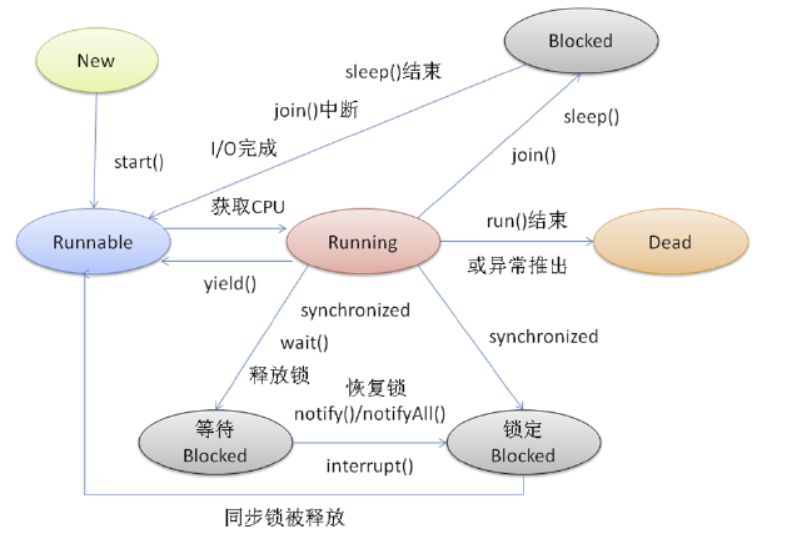 New
Blocked
sleep()结束
join()中断
I/O完成
sleep()
join()
start()
获取CPU
Runnable
Running
run()结束
Dead
或异常推出
yield()
synchronized
wait()
释放锁
synchronized
恢复锁
notify()/notifyAll()
等待
Blocked
锁定
Blocked
interrupt()
同步锁被释放